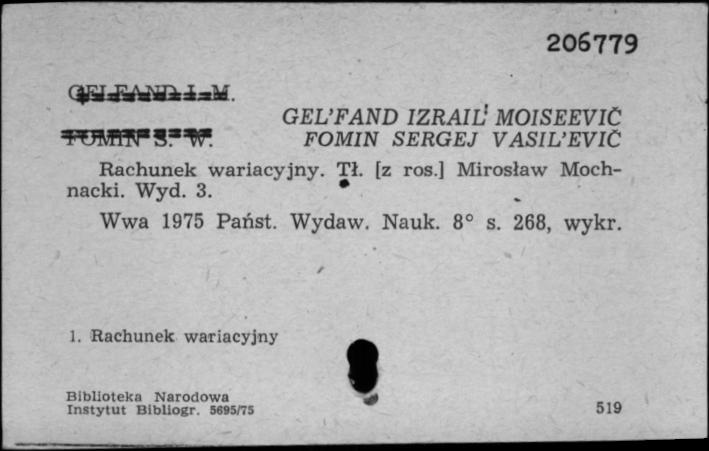 206779
GELFAND I. M.
GEL'FAND IZRAIL' MOISEEVIČ
FOMIN S. W.
FOMIN SERGEJ VASIL'EVIČ
Rachunek wariacyjny. Tł. [z ros.] Mirosław Moch-
nacki. Wyd. 3.
Wwa 1975 Państ. Wydaw. Nauk. 8° s. 268, wykr.
1. Rachunek wariacyjny
Biblioteka Narodowa
Instytut Bibliogr. 5695/75
519